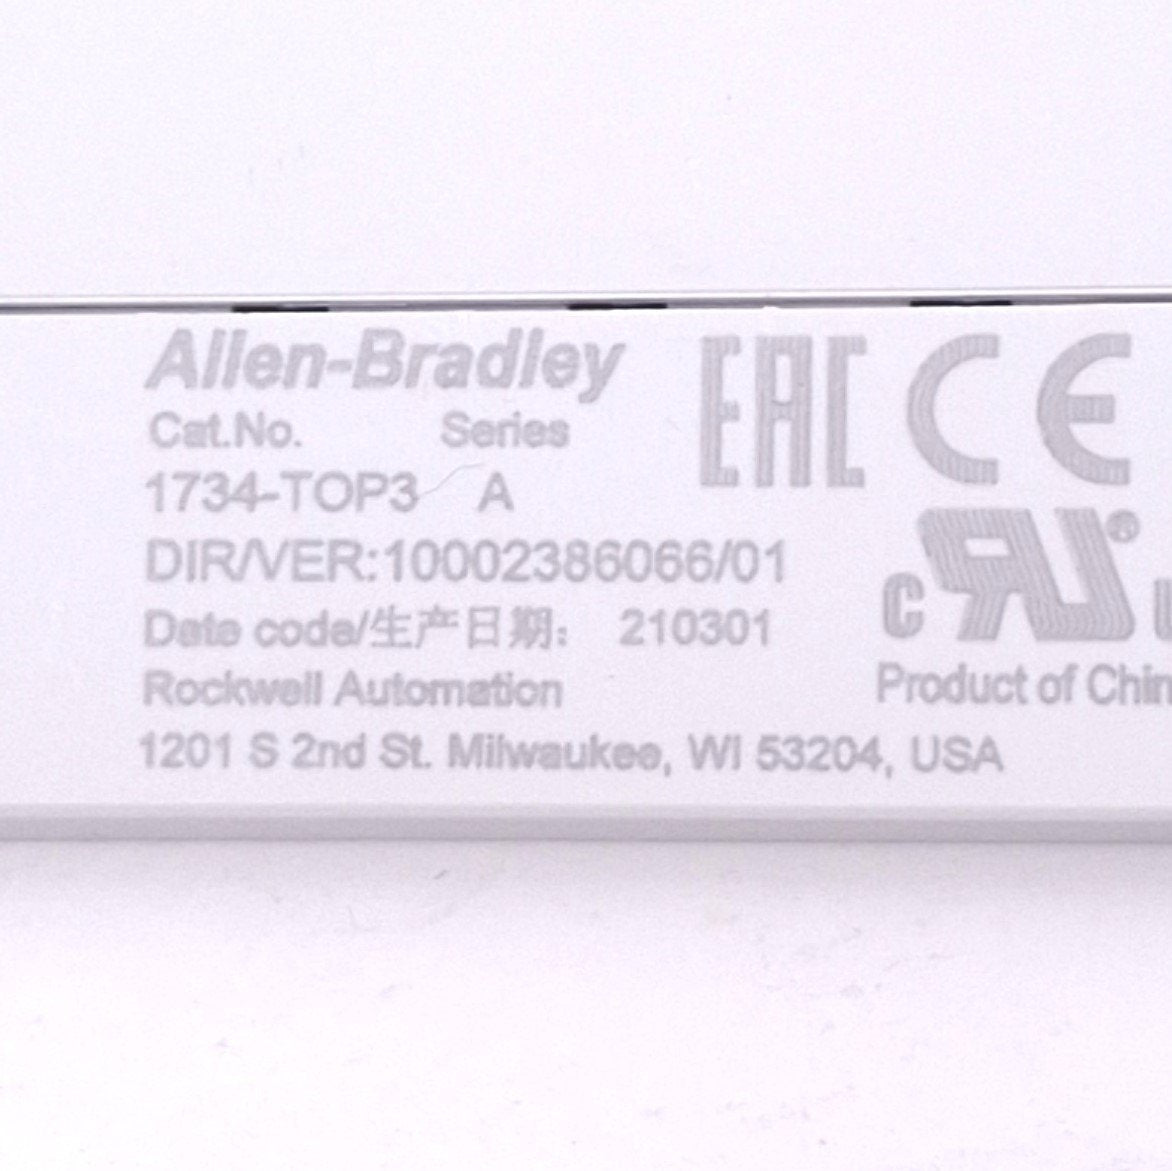 Allen-Bradley
Cat.No. Series
1734-TOP3 A
DIR/VER:10002386066/01
Date code/生产日期: 210301
Rockwell Automation
1201 S 2nd St. Milwaukee, WI 53204, USA
EAC CE
c RU ®
Product of Chin